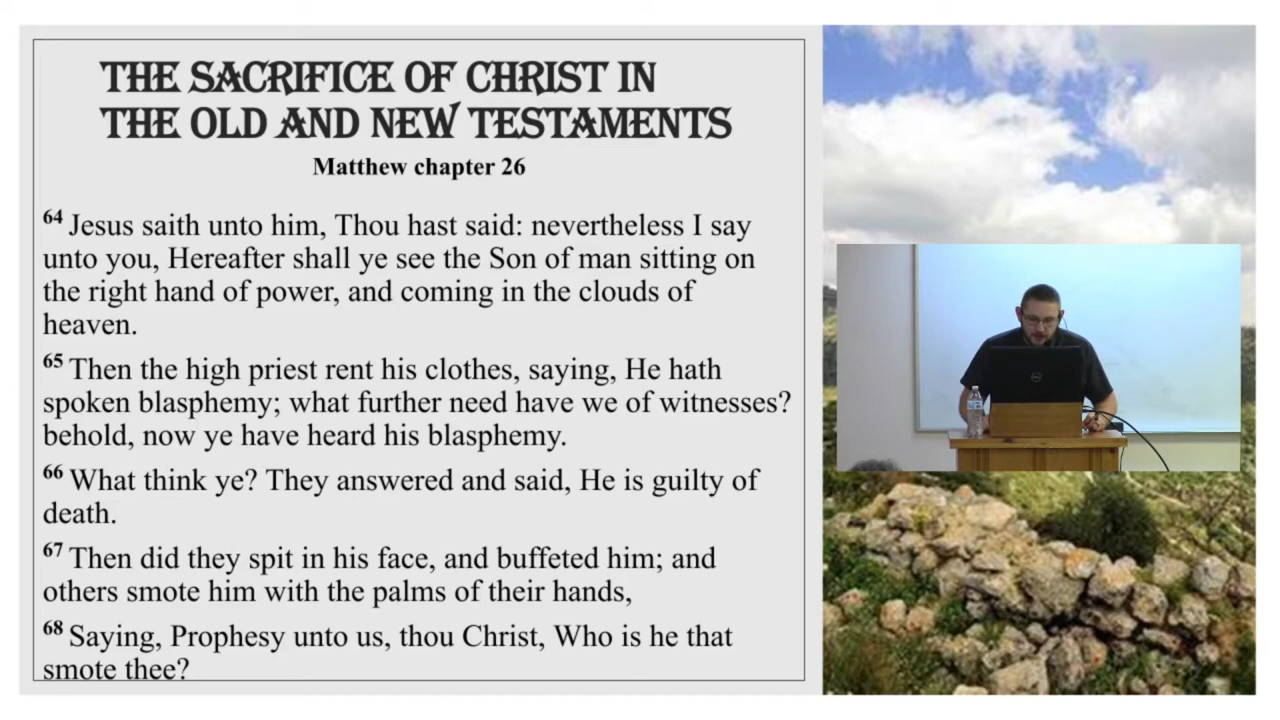 THE SACRIFICE OF CHRIST IN
THE OLD AND NEW TESTAMENTS
Matthew chapter 26
64 Jesus saith unto him, Thou hast said: nevertheless I say
unto you, Hereafter shall ye see the Son of man sitting on
the right hand of power, and coming in the clouds of
heaven.
65 Then the high priest rent his clothes, saying, He hath
spoken blasphemy; what further need have we of witnesses?
behold, now ye have heard his blasphemy.
66 What think ye? They answered and said, He is guilty of
death.
67 Then did they spit in his face, and buffeted him; and
others smote him with the palms of their hands,
68 Saying, Prophesy unto us, thou Christ, Who is he that
smote thee?